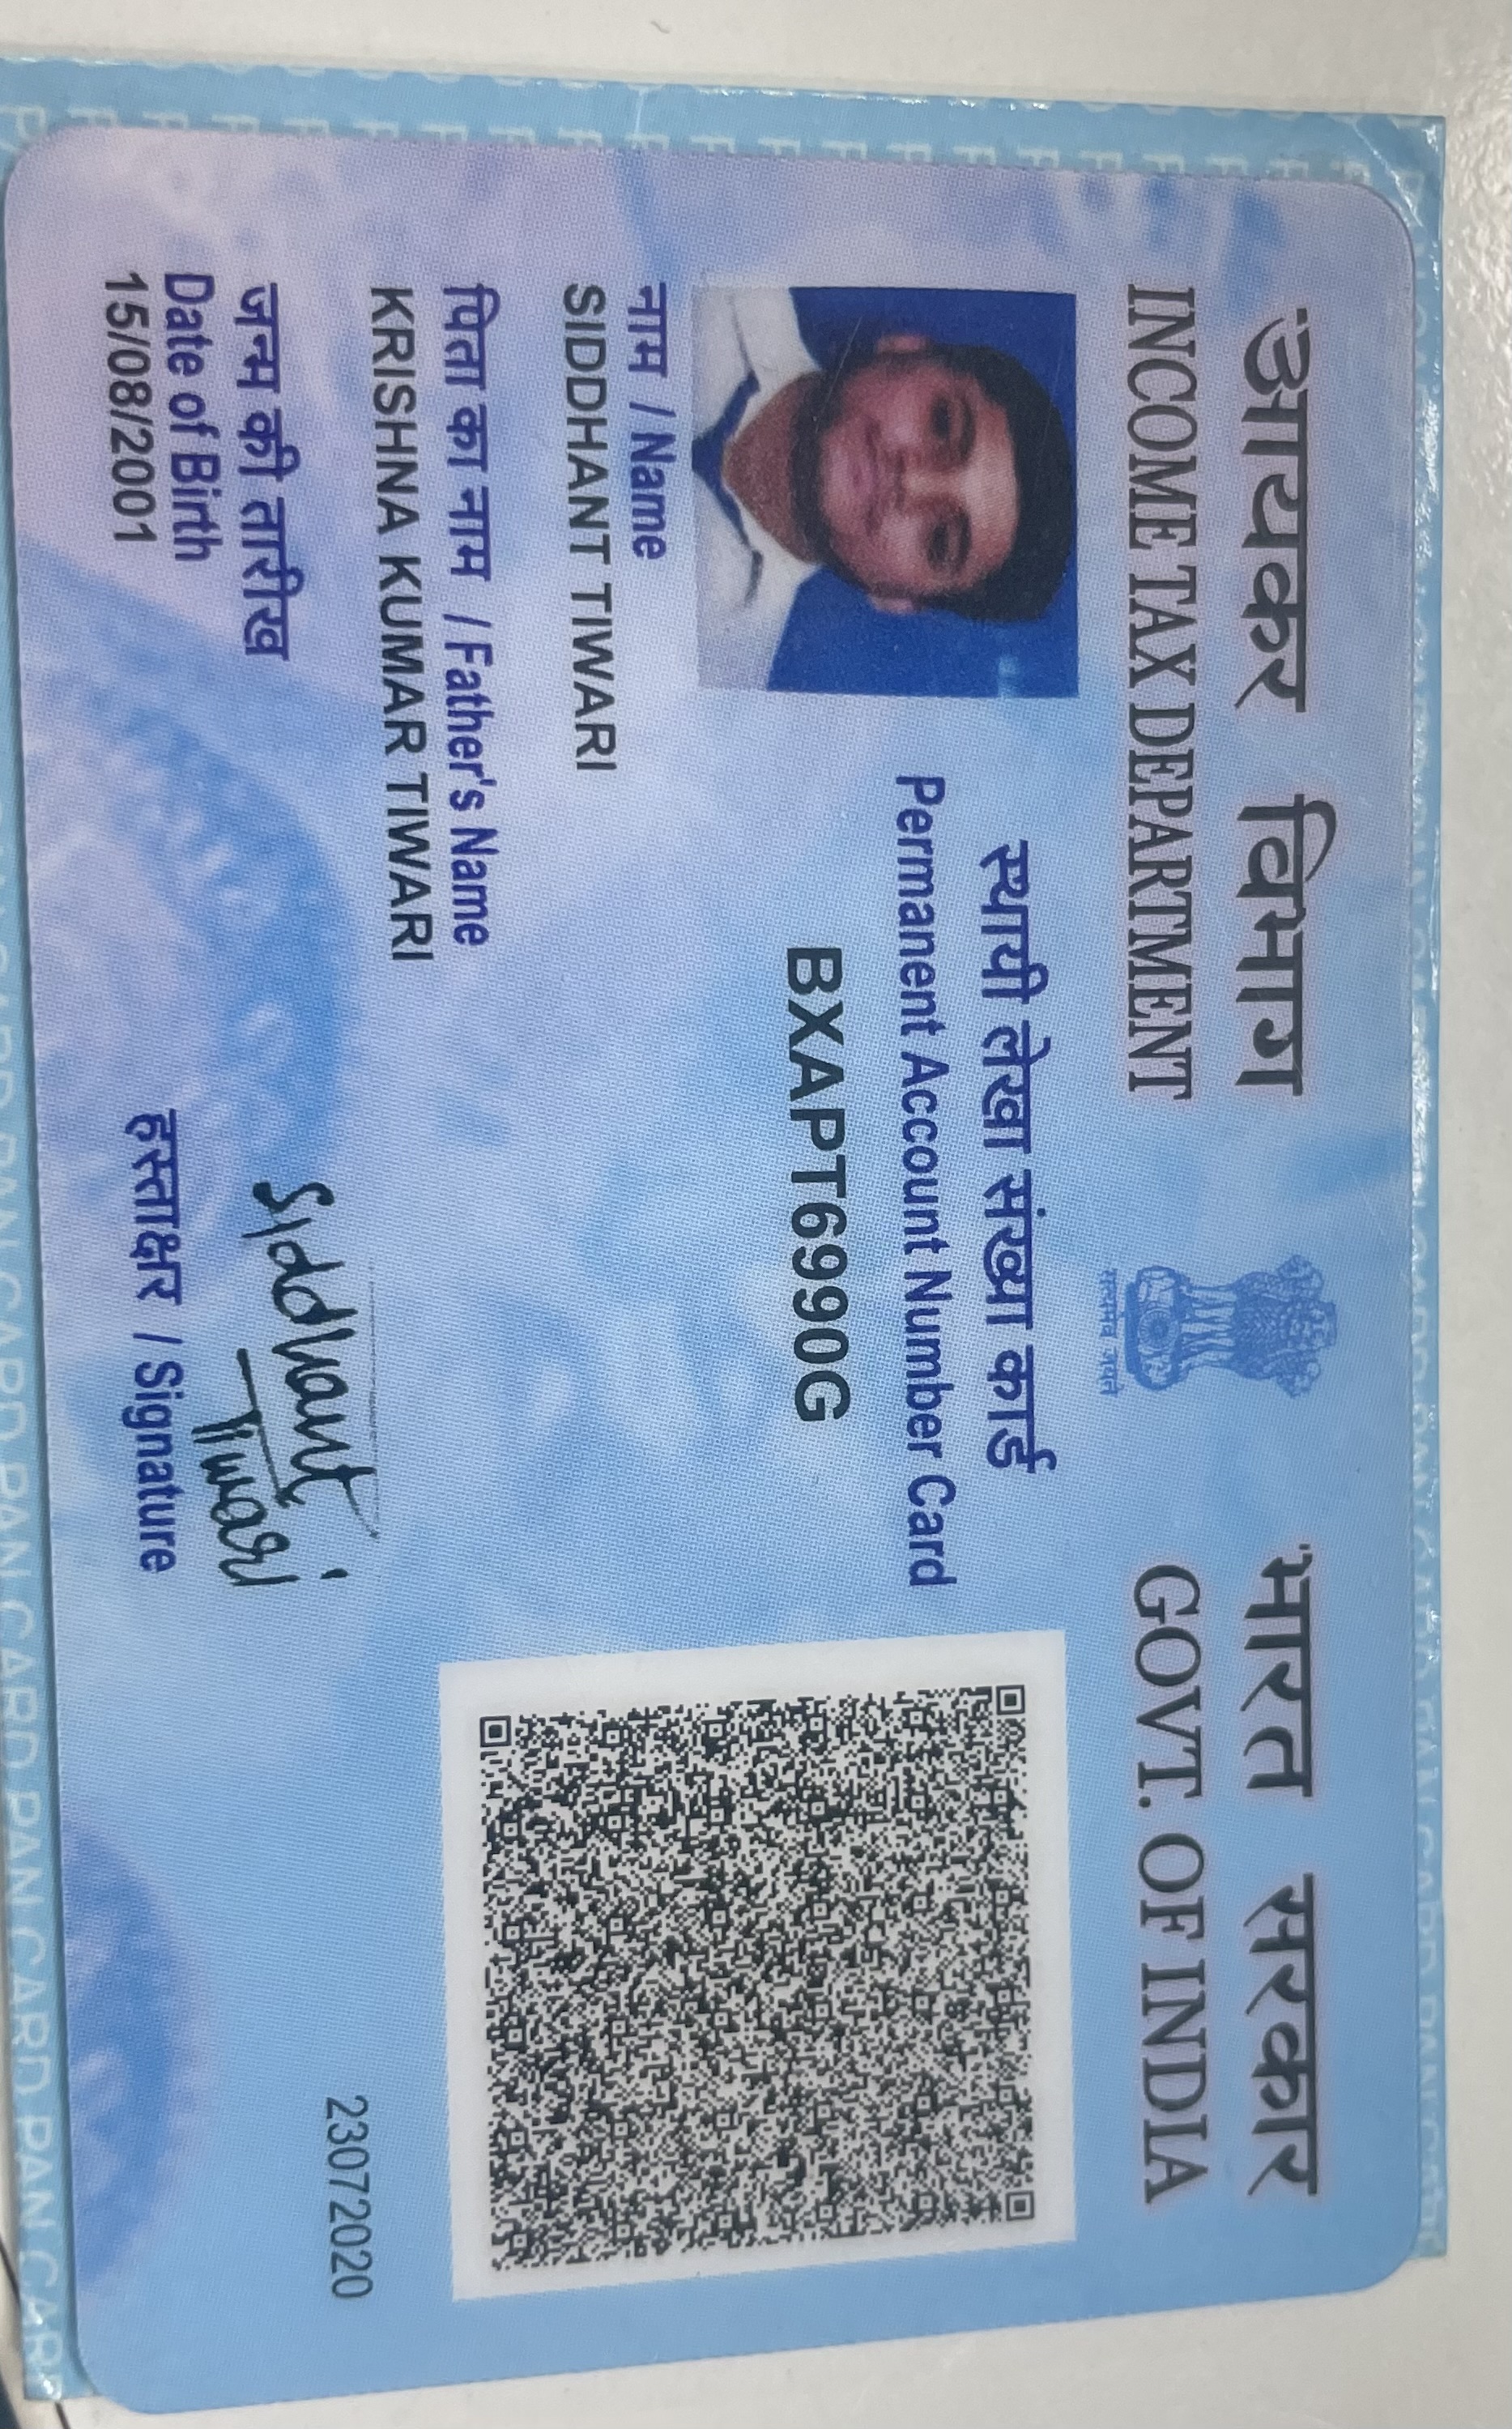 आयकर विभाग
INCOME TAX DEPARTMENT
सत्यमेव जयते
भारत सरकार
GOVT. OF INDIA
स्थायी लेखा संख्या कार्ड
Permanent Account Number Card
BXAPT6990G
नाम / Name
SIDDHANT TIWARI
पिता का नाम / Father's Name
KRISHNA KUMAR TIWARI
जन्म की तारीख
Date of Birth
15/08/2001
Siddhant
Tiwari
हस्ताक्षर / Signature
23072020